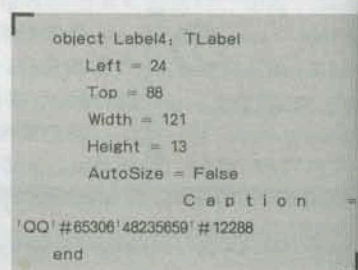 object Label4: TLabel
Left = 24
Top = 88
Width = 121
Height = 13
AutoSize = False
Caption =
'QQ'#65306'48235659'#12288
end